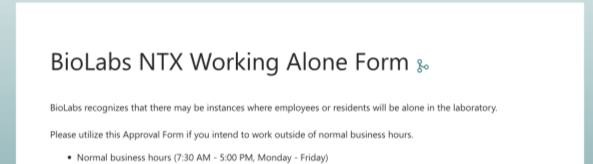 BioLabs NTX Working Alone Form
BioLabs recognizes that there may be instances where employees or residents will be alone in the laboratory.
Please utilize this Approval Form if you intend to work outside of normal business hours.
• Normal business hours (7:30 AM - 5:00 PM, Monday - Friday)